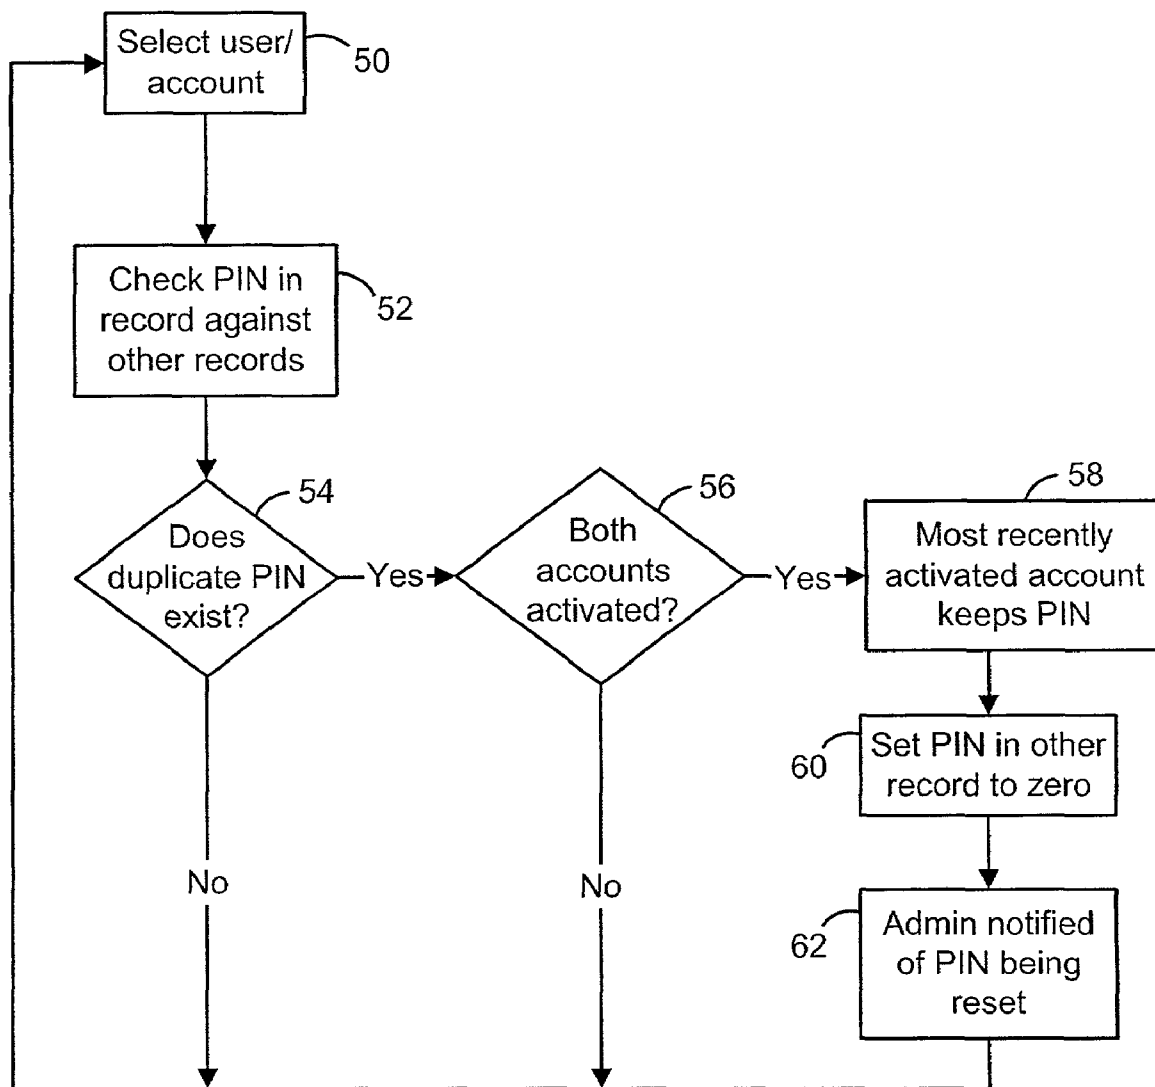 Select user/
account
50
Check PIN in
record against
other records
52
Does
duplicate PIN
exist?
54
Yes
Both
accounts
activated?
56
Yes
Most recently
activated account
keeps PIN
58
Set PIN in other
record to zero
60
Admin notified
of PIN being
reset
62
No
No